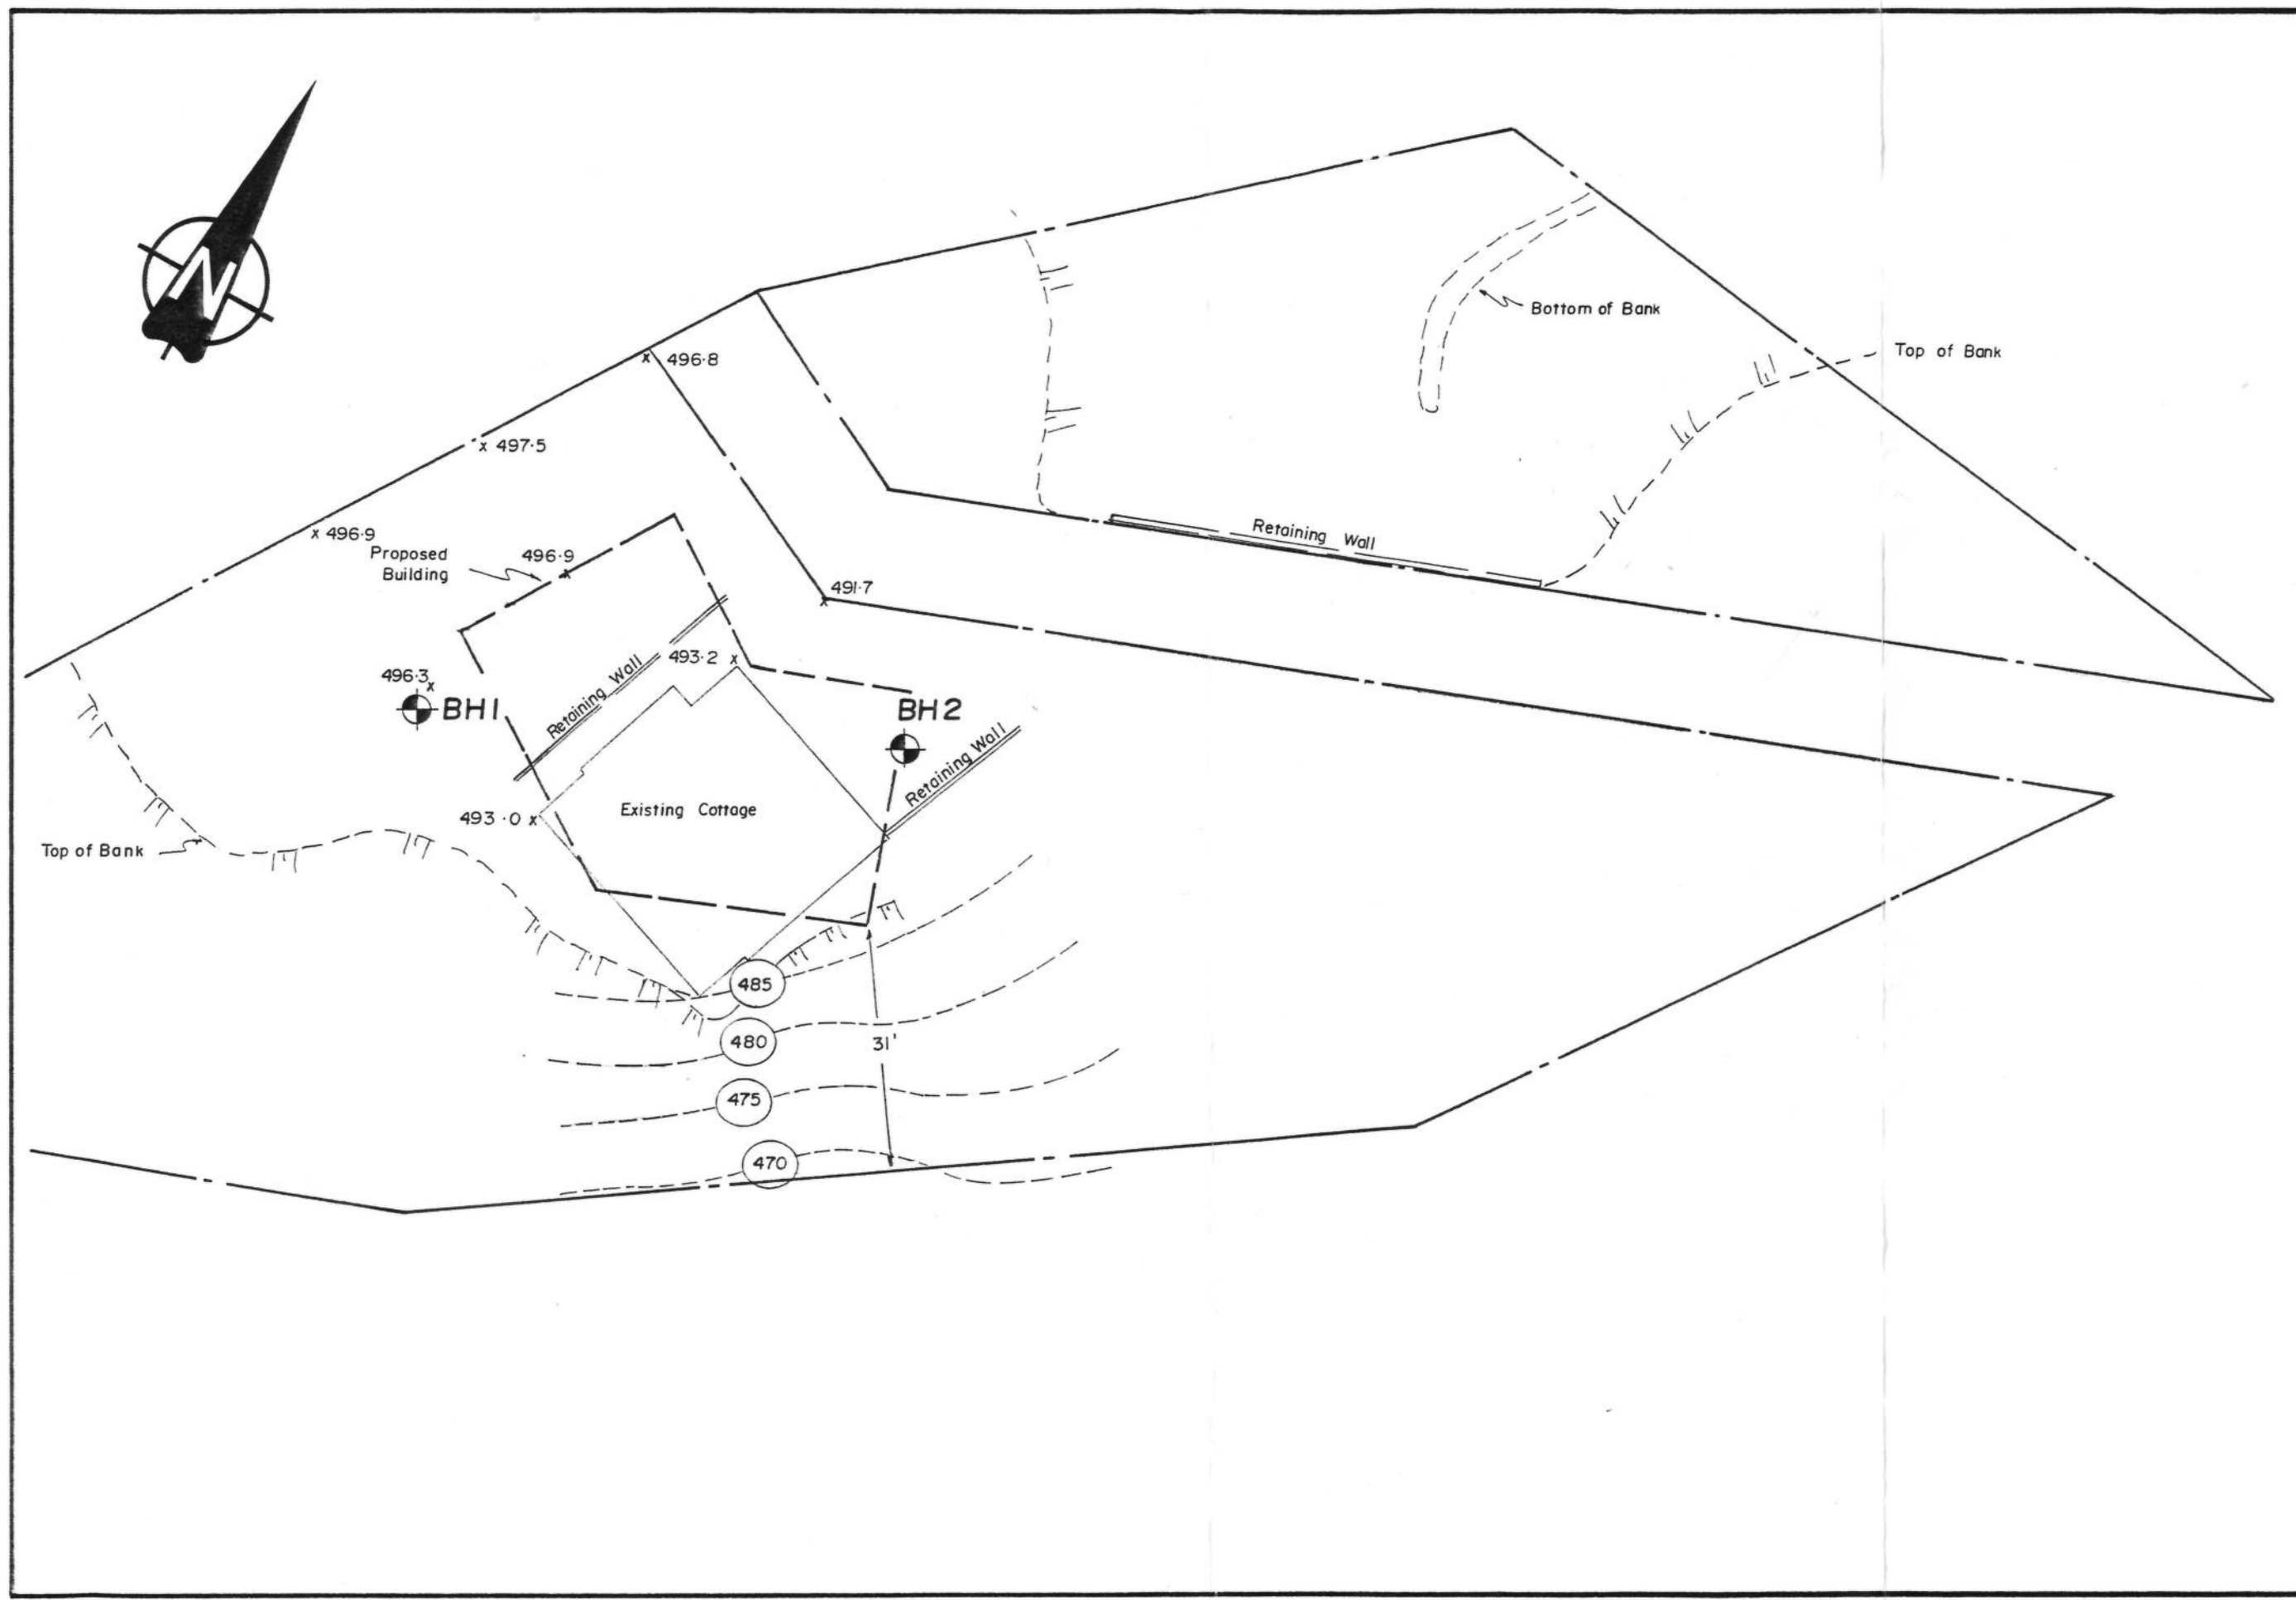 N
Bottom of Bank
Top of Bank
496.8
497.5
496.9
Proposed
Building
496.9
Retaining Wall
491.7
493.2
Retaining Wall
496.3
BH1
BH2
Retaining Wall
493.0
Existing Cottage
Top of Bank
485
480
31'
475
470